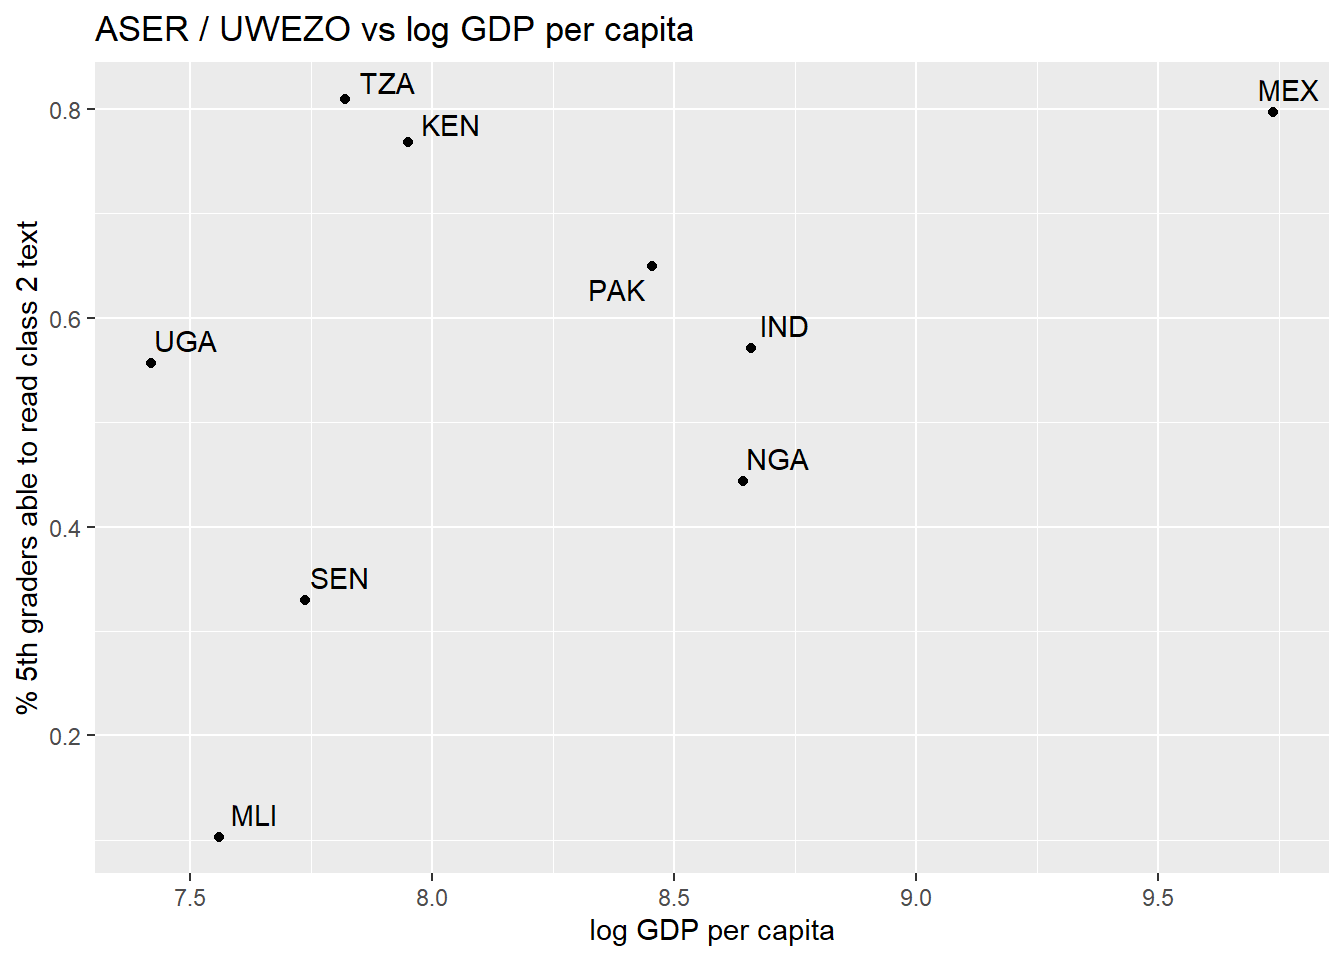 ASER / UWEZO vs log GDP per capita
% 5th graders able to read class 2 text
0.8
0.6
0.4
0.2
TZA
MEX
KEN
PAK
IND
UGA
NGA
SEN
MLI
7.5 8.0 8.5 9.0 9.5
log GDP per capita